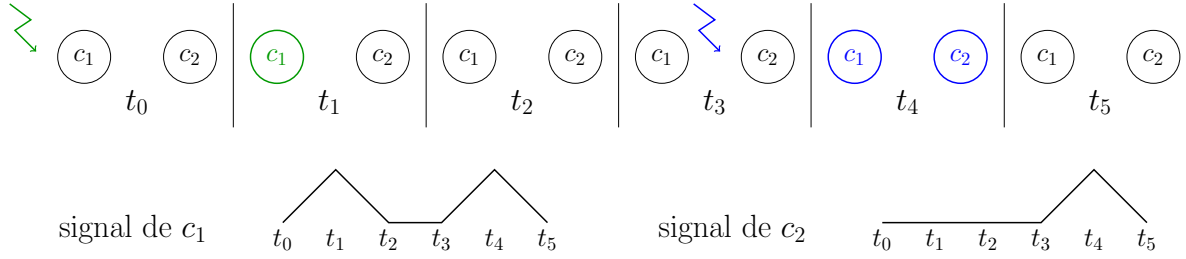 c₁ c₂ c₁ c₂ c₁ c₂ c₁ c₂ c₁ c₂ c₁ c₂
t₀ t₁ t₂ t₃ t₄ t₅
signal de c₁ signal de c₂
t₀ t₁ t₂ t₃ t₄ t₅ t₀ t₁ t₂ t₃ t₄ t₅